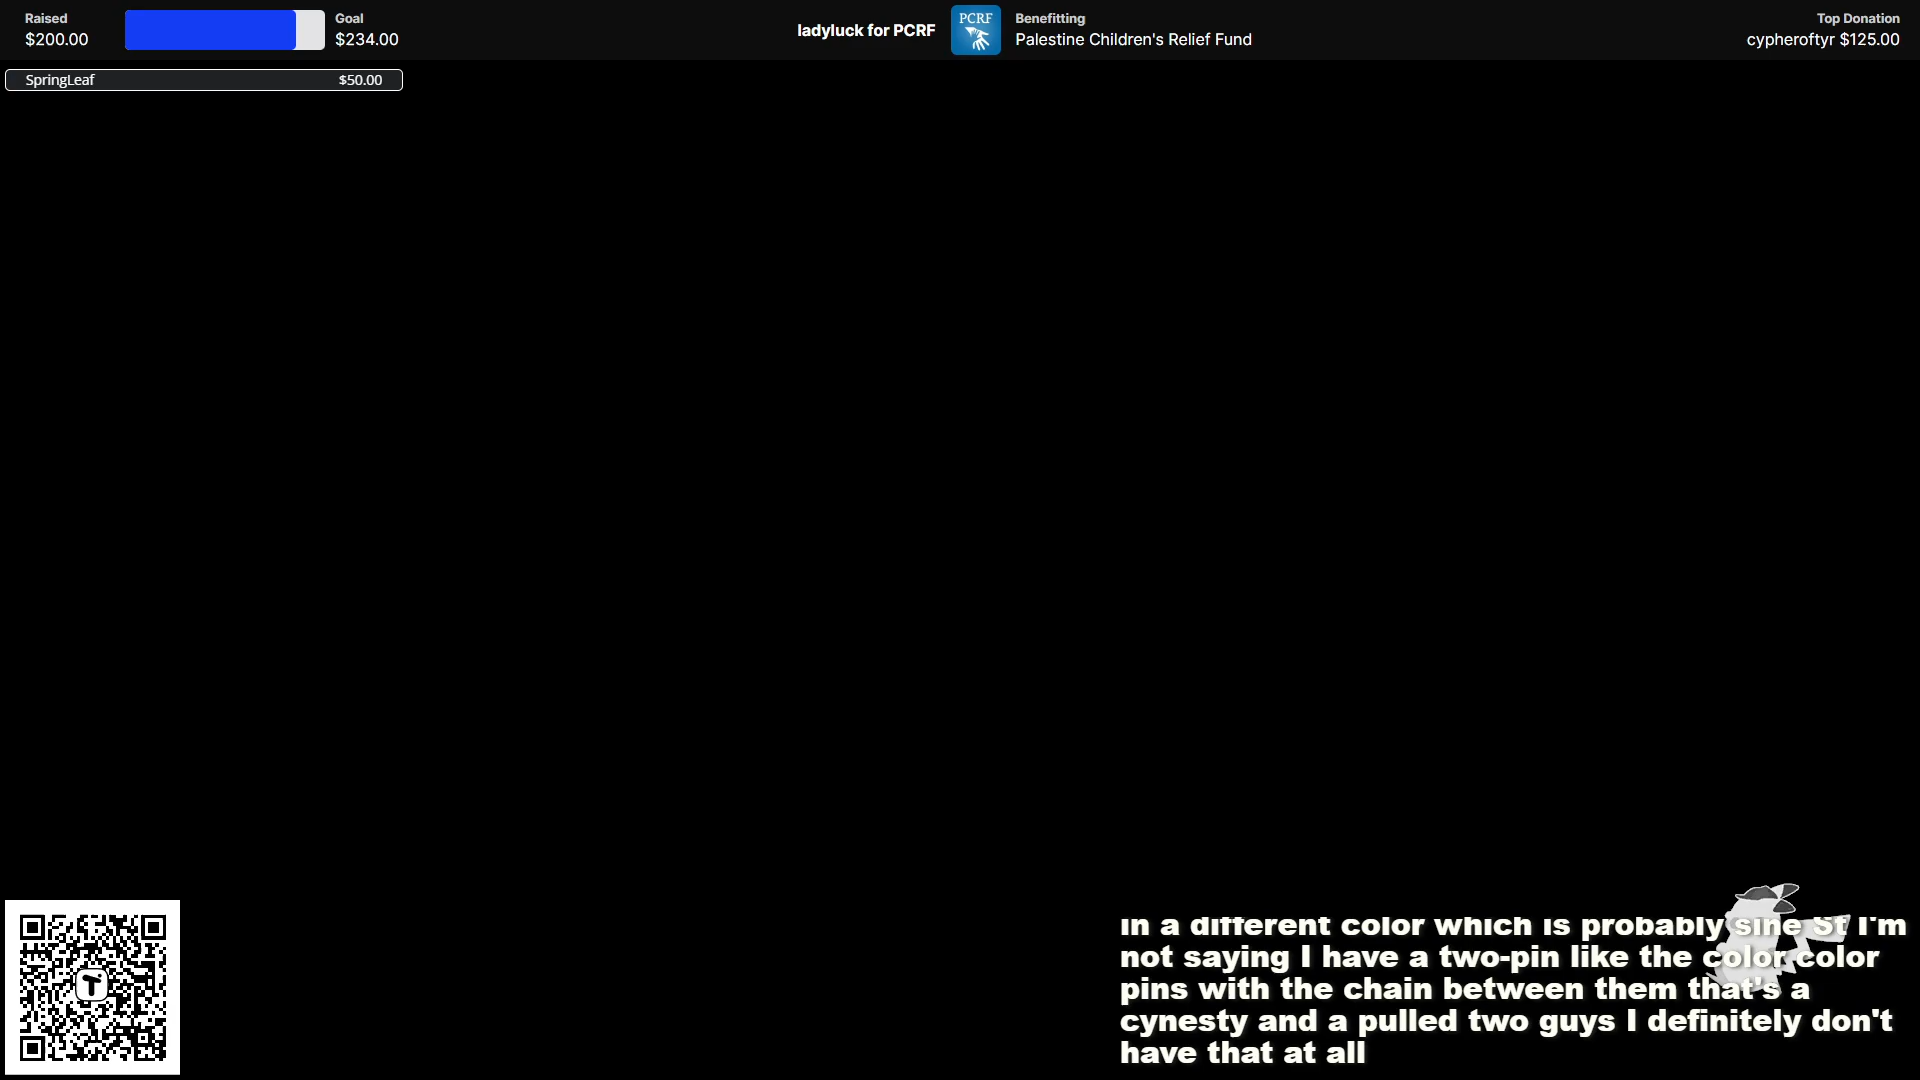 Raised
$200.00
Goal
$234.00
ladyluck for PCRF
PCRF
Benefitting
Palestine Children's Relief Fund
Top Donation
cypheroftyr $125.00
SpringLeaf $50.00
T
in a different color which is probably sine St I'm
not saying I have a two-pin like the color color
pins with the chain between them that's a
cynesty and a pulled two guys I definitely don't
have that at all